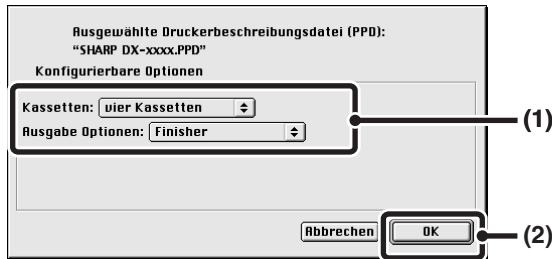 Ausgewählte Druckerbeschreibungsdatei (PPD):
“SHARP DX-xxxx.PPD”
Konfigurierbare Optionen
Kassetten: vier Kassetten
Ausgabe Optionen: Finisher
(1)
Abbrechen OK
(2)